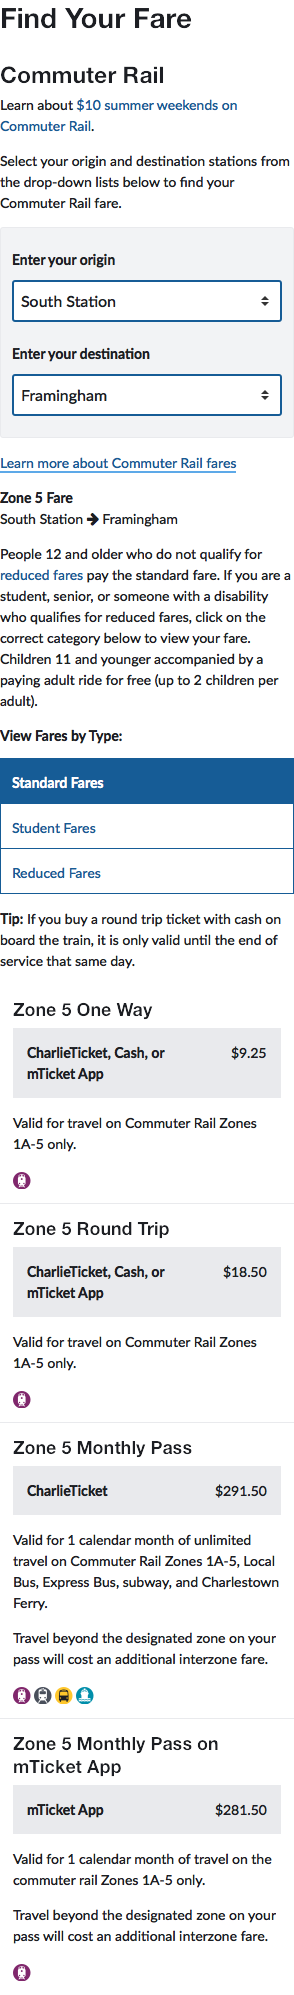 Find Your Fare
Commuter Rail
Learn about $10 summer weekends on
Commuter Rail.
Select your origin and destination stations from
the drop-down lists below to find your
Commuter Rail fare.
Enter your origin
South Station
Enter your destination
Framingham
Learn more about Commuter Rail fares
Zone 5 Fare
South Station → Framingham
People 12 and older who do not qualify for
reduced fares pay the standard fare. If you are a
student, senior, or someone with a disability
who qualifies for reduced fares, click on the
correct category below to view your fare.
Children 11 and younger accompanied by a
paying adult ride for free (up to 2 children per
adult).
View Fares by Type:
Standard Fares
Student Fares
Reduced Fares
Tip: If you buy a round trip ticket with cash on
board the train, it is only valid until the end of
service that same day.
Zone 5 One Way
CharlieTicket, Cash, or $9.25
mTicket App
Valid for travel on Commuter Rail Zones
1A-5 only.
Zone 5 Round Trip
CharlieTicket, Cash, or $18.50
mTicket App
Valid for travel on Commuter Rail Zones
1A-5 only.
Zone 5 Monthly Pass
CharlieTicket $291.50
Valid for 1 calendar month of unlimited
travel on Commuter Rail Zones 1A-5, Local
Bus, Express Bus, subway, and Charlestown
Ferry.
Travel beyond the designated zone on your
pass will cost an additional interzone fare.
Zone 5 Monthly Pass on
mTicket App
mTicket App $281.50
Valid for 1 calendar month of travel on the
commuter rail Zones 1A-5 only.
Travel beyond the designated zone on your
pass will cost an additional interzone fare.